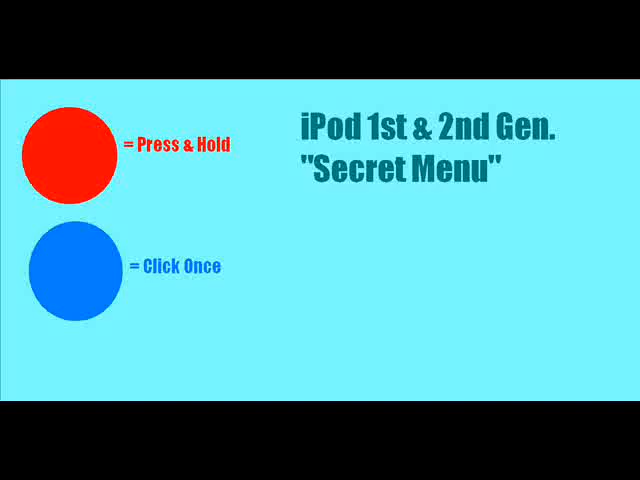 iPod 1st & 2nd Gen.
"Secret Menu"
= Press & Hold
= Click Once